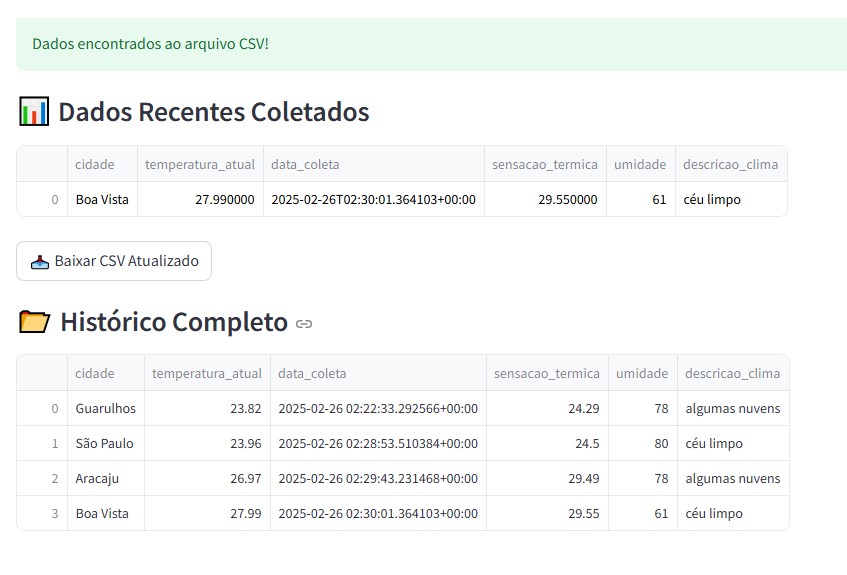 Dados encontrados ao arquivo CSV!
Dados Recentes Coletados
cidade temperatura_atual data_coleta sensacao_termica umidade descricao_clima
0 Boa Vista 27.990000 2025-02-26T02:30:01.364103+00:00 29.550000 61 céu limpo
Baixar CSV Atualizado
Histórico Completo
cidade temperatura_atual data_coleta sensacao_termica umidade descricao_clima
0 Guarulhos 23.82 2025-02-26 02:22:33.292566+00:00 24.29 78 algumas nuvens
1 São Paulo 23.96 2025-02-26 02:28:53.510384+00:00 24.5 80 céu limpo
2 Aracaju 26.97 2025-02-26 02:29:43.231468+00:00 29.49 78 algumas nuvens
3 Boa Vista 27.99 2025-02-26 02:30:01.364103+00:00 29.55 61 céu limpo